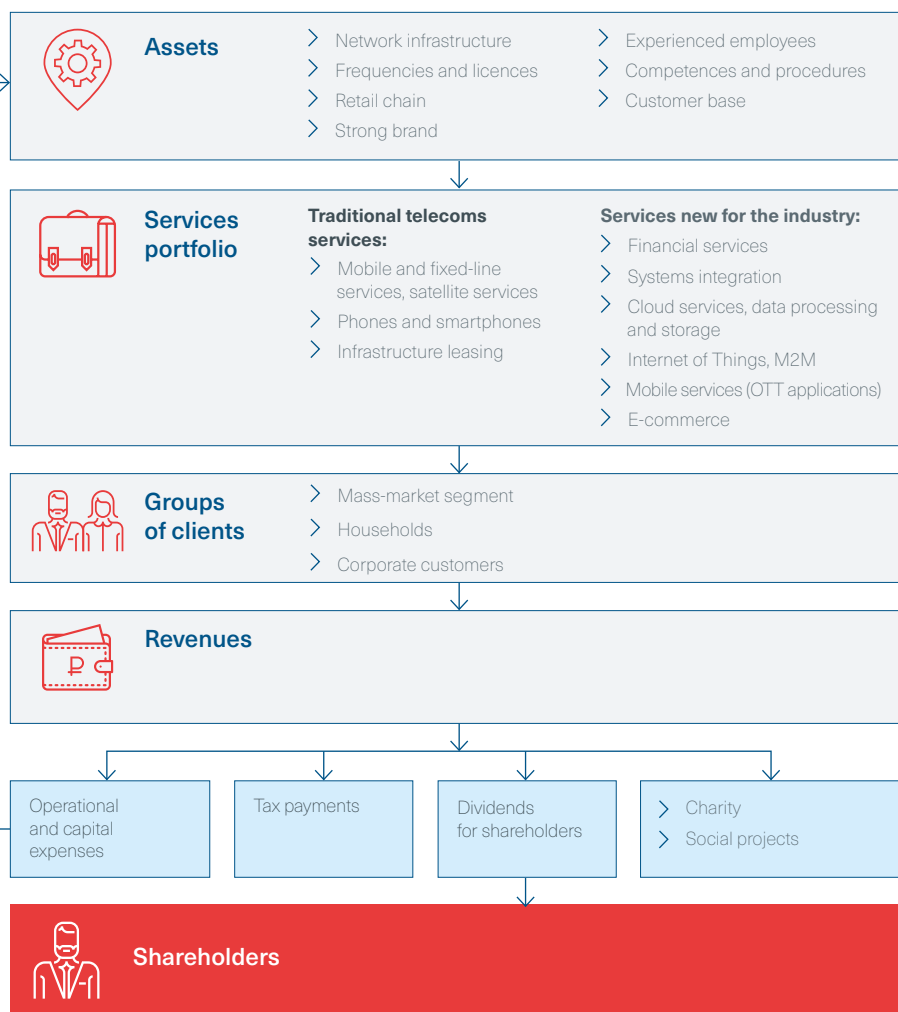 Assets
Network infrastructure
Frequencies and licences
Retail chain
Strong brand
Experienced employees
Competences and procedures
Customer base
Services
portfolio
Traditional telecoms
services:
Mobile and fixed-line
services, satellite services
Phones and smartphones
Infrastructure leasing
Services new for the industry:
Financial services
Systems integration
Cloud services, data processing
and storage
Internet of Things, M2M
Mobile services (OTT applications)
E-commerce
Groups
of clients
Mass-market segment
Households
Corporate customers
Revenues
₽
Operational
and capital
expenses
Tax payments
Dividends
for shareholders
Charity
Social projects
Shareholders